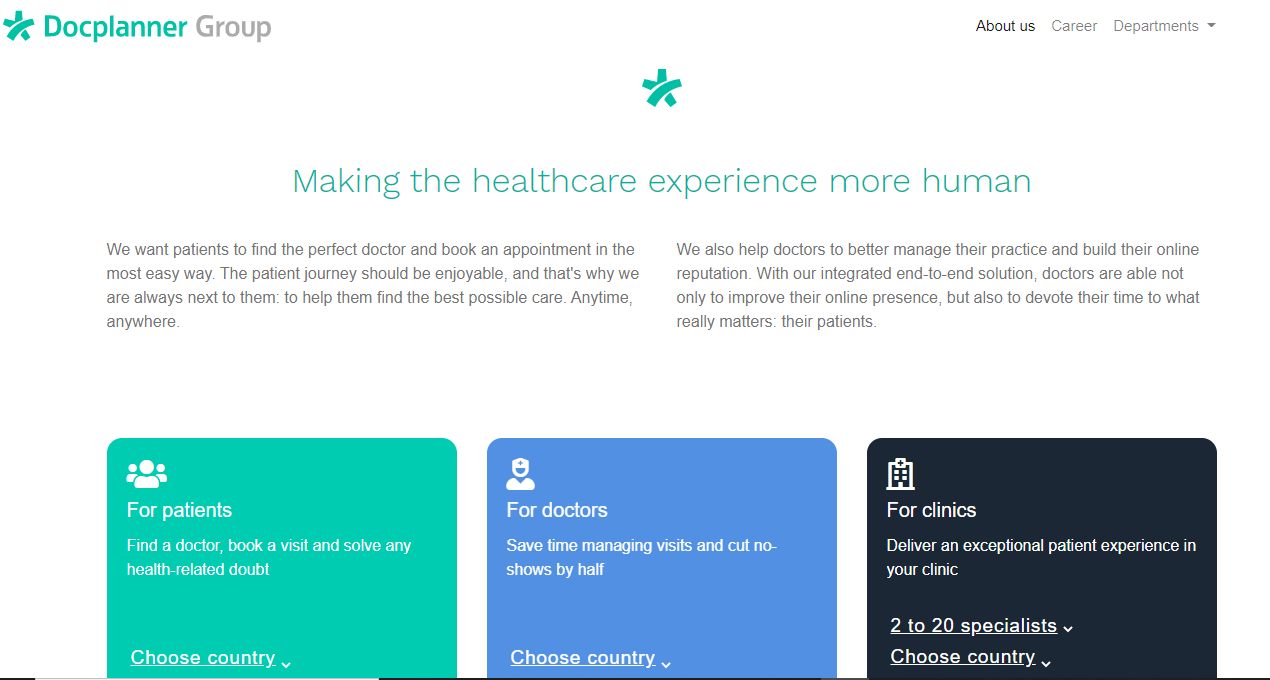 Docplanner Group
About us Career Departments
Making the healthcare experience more human
We want patients to find the perfect doctor and book an appointment in the
most easy way. The patient journey should be enjoyable, and that's why we
are always next to them: to help them find the best possible care. Anytime,
anywhere.
We also help doctors to better manage their practice and build their online
reputation. With our integrated end-to-end solution, doctors are able not
only to improve their online presence, but also to devote their time to what
really matters: their patients.
For patients
Find a doctor, book a visit and solve any
health-related doubt
Choose country
For doctors
Save time managing visits and cut no-
shows by half
Choose country
For clinics
Deliver an exceptional patient experience in
your clinic
2 to 20 specialists
Choose country